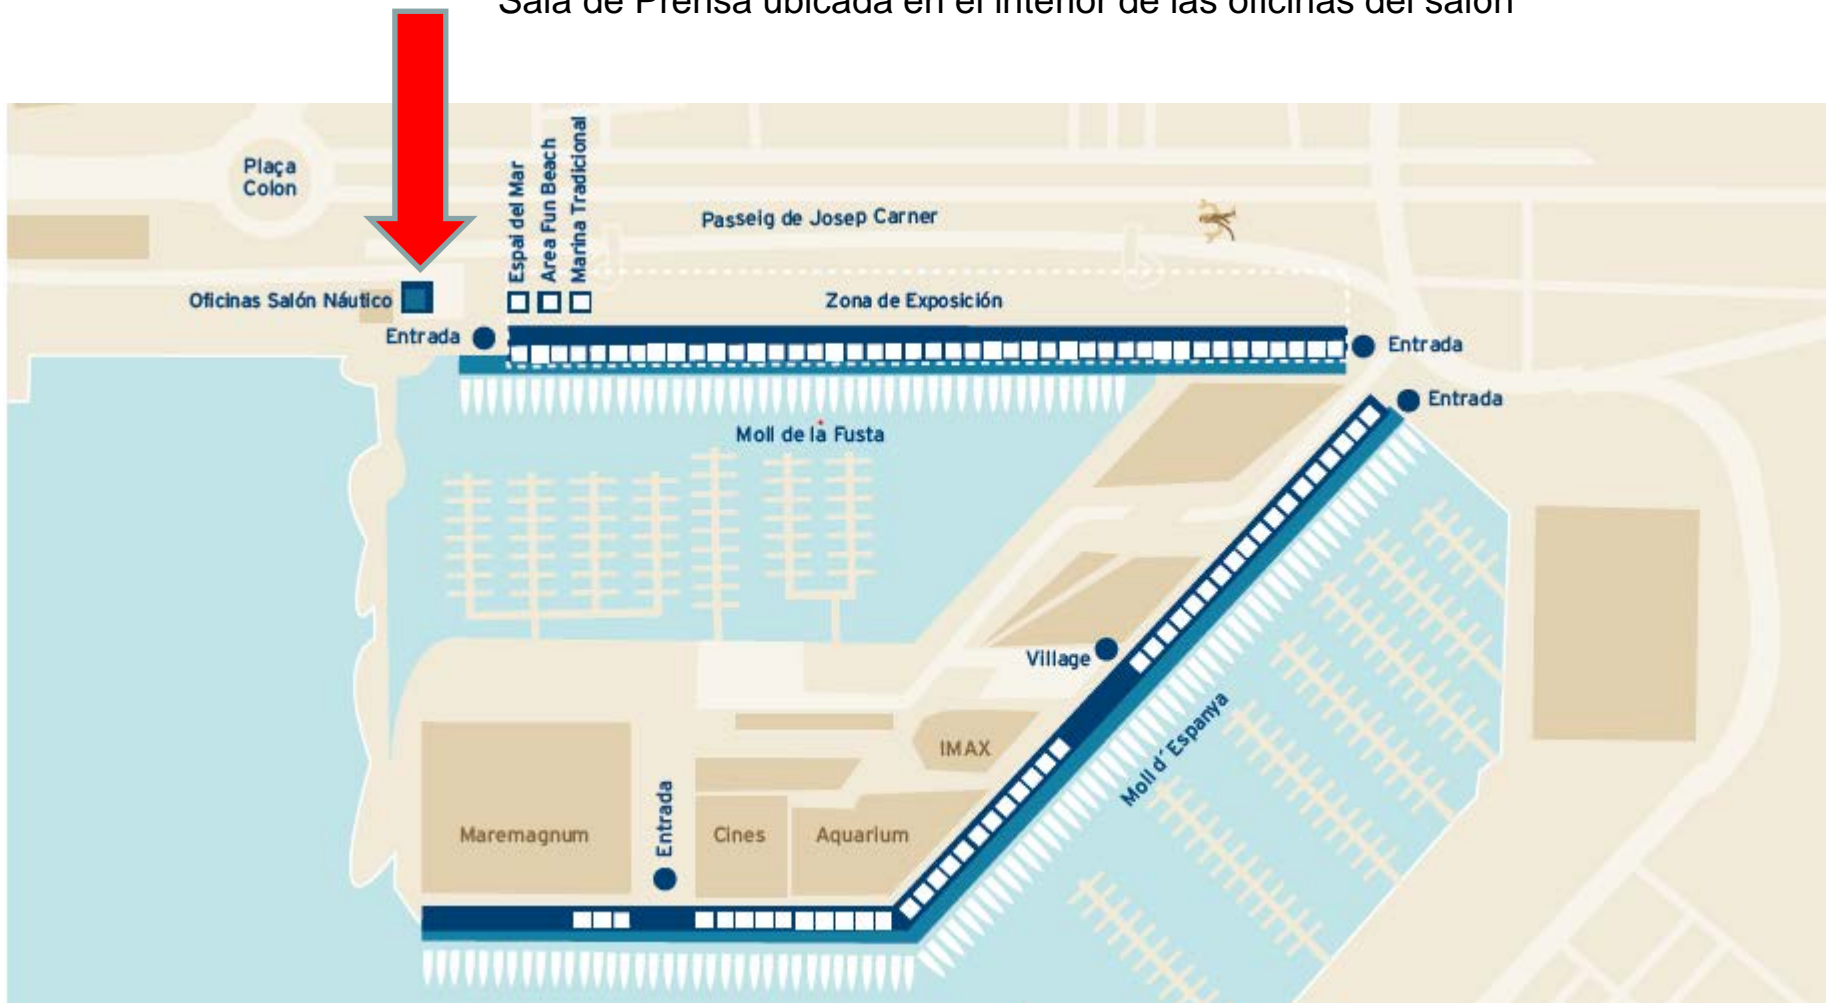 Sala de Prensa ubicada en el interior de las oficinas del salón
Plaça
Colon
Espai del Mar
Area Fun Beach
Marina Tradicional
Passeig de Josep Carner
Oficinas Salón Náutico
Zona de Exposición
Entrada
Entrada
Entrada
Moll de la Fusta
Village
Moll d´Espanya
IMAX
Maremagnum
Entrada
Cines
Aquarium